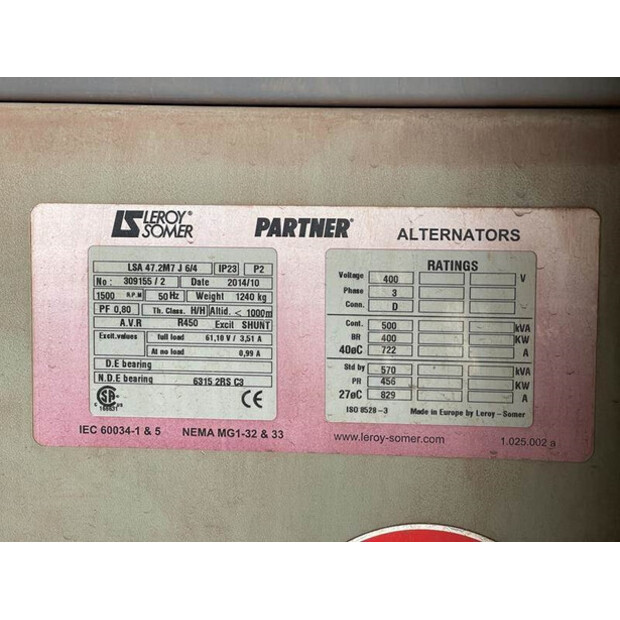 LS LEROY® SOMER PARTNER® ALTERNATORS
LSA 47.2M7 J 6/4 IP23 P2
No : 309155 / 2 Date 2014/10
1500 R.P.M 50 Hz Weight 1240 kg
PF 0,80 Th. Class. H/H Altid. < 1000m
A.V.R R450 Excit SHUNT
Excit.values full load 61,10 V / 3,51 A
At no load 0,99 A
D.E bearing
N.D.E bearing 6315 2RS C3
SP ® CE
166631
IEC 60034-1 & 5 NEMA MG1-32 & 33
RATINGS
Voltage 400 V
Phase 3
Conn. D
Cont. 500 kVA
BR 400 KW
40øC 722 A
Std by 570 kVA
PR 456 KW
27øC 829 A
ISO 8528 - 3 Made in Europe by Leroy - Somer
www.leroy-somer.com 1.025.002 a